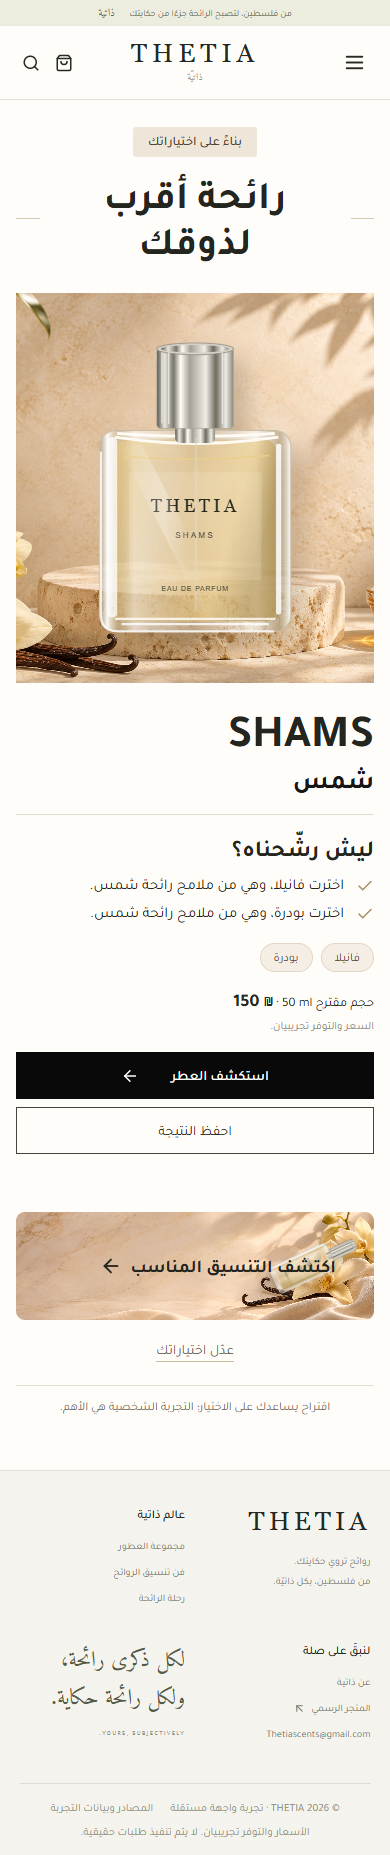 من فلسطين، لتصبح الرائحة جزءًا من حكايتك ذاتيّة
THETIA
ذاتيّة
بناءً على اختياراتك
رائحة أقرب
لذوقك
THETIA
SHAMS
EAU DE PARFUM
SHAMS
شمس
ليش رشّحناه؟
اخترت فانيلا، وهي من ملامح رائحة شمس.
اخترت بودرة، وهي من ملامح رائحة شمس.
فانيلا بودرة
حجم مقترح 50 ml · ₪ 150
السعر والتوفر تجريبيان.
استكشف العطر
احفظ النتيجة
اكتشف التنسيق المناسب
عدّل اختياراتك
اقتراح يساعدك على الاختيار؛ التجربة الشخصية هي الأهم.
THETIA
روائح تروي حكايتك.
من فلسطين، بكل ذاتيّة.
عالم ذاتية
مجموعة العطور
فن تنسيق الروائح
رحلة الرائحة
لنبقَ على صلة
عن ذاتية
المتجر الرسمي
Thetiascents@gmail.com
لكل ذكرى رائحة،
ولكل رائحة حكاية.
YOURS, SUBJECTIVELY.
© 2026 THETIA · تجربة واجهة مستقلة المصادر وبيانات التجربة
الأسعار والتوفر تجريبيان. لا يتم تنفيذ طلبات حقيقية.